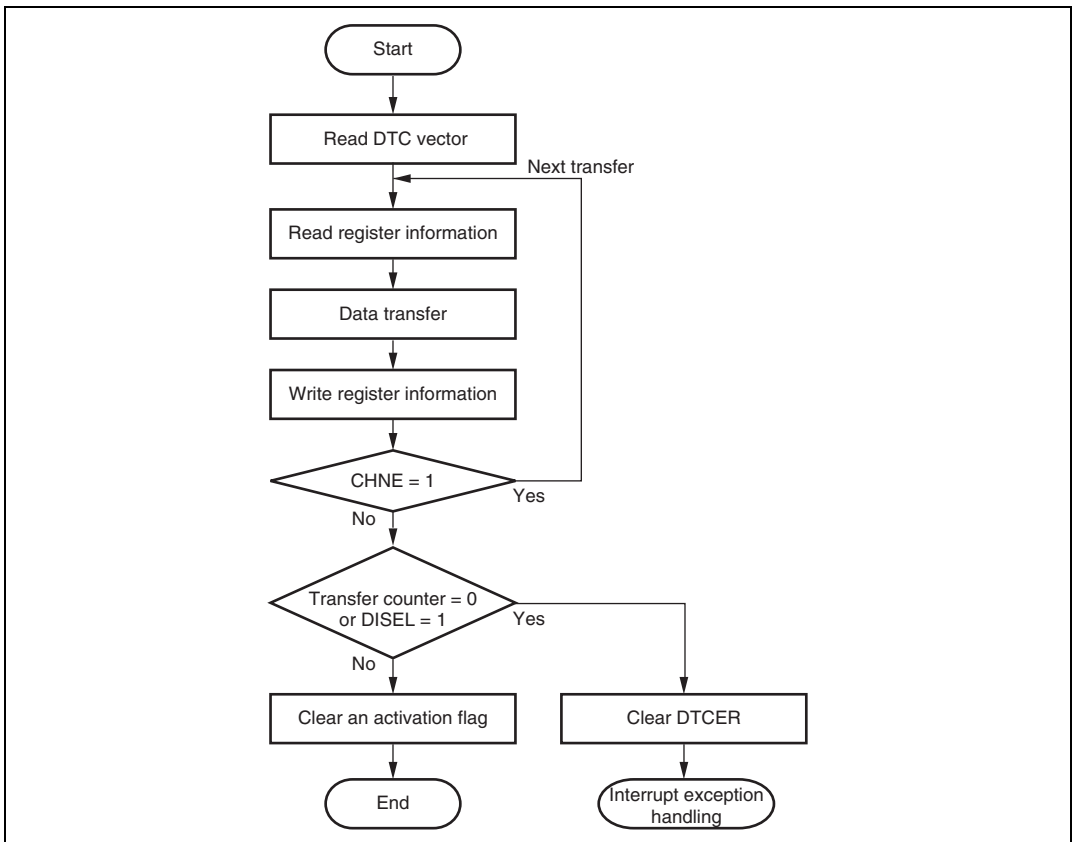 Start
Read DTC vector
Next transfer
Read register information
Data transfer
Write register information
CHNE = 1
Yes
No
Transfer counter = 0
or DISEL = 1
Yes
No
Clear an activation flag
Clear DTCER
End
Interrupt exception
handling